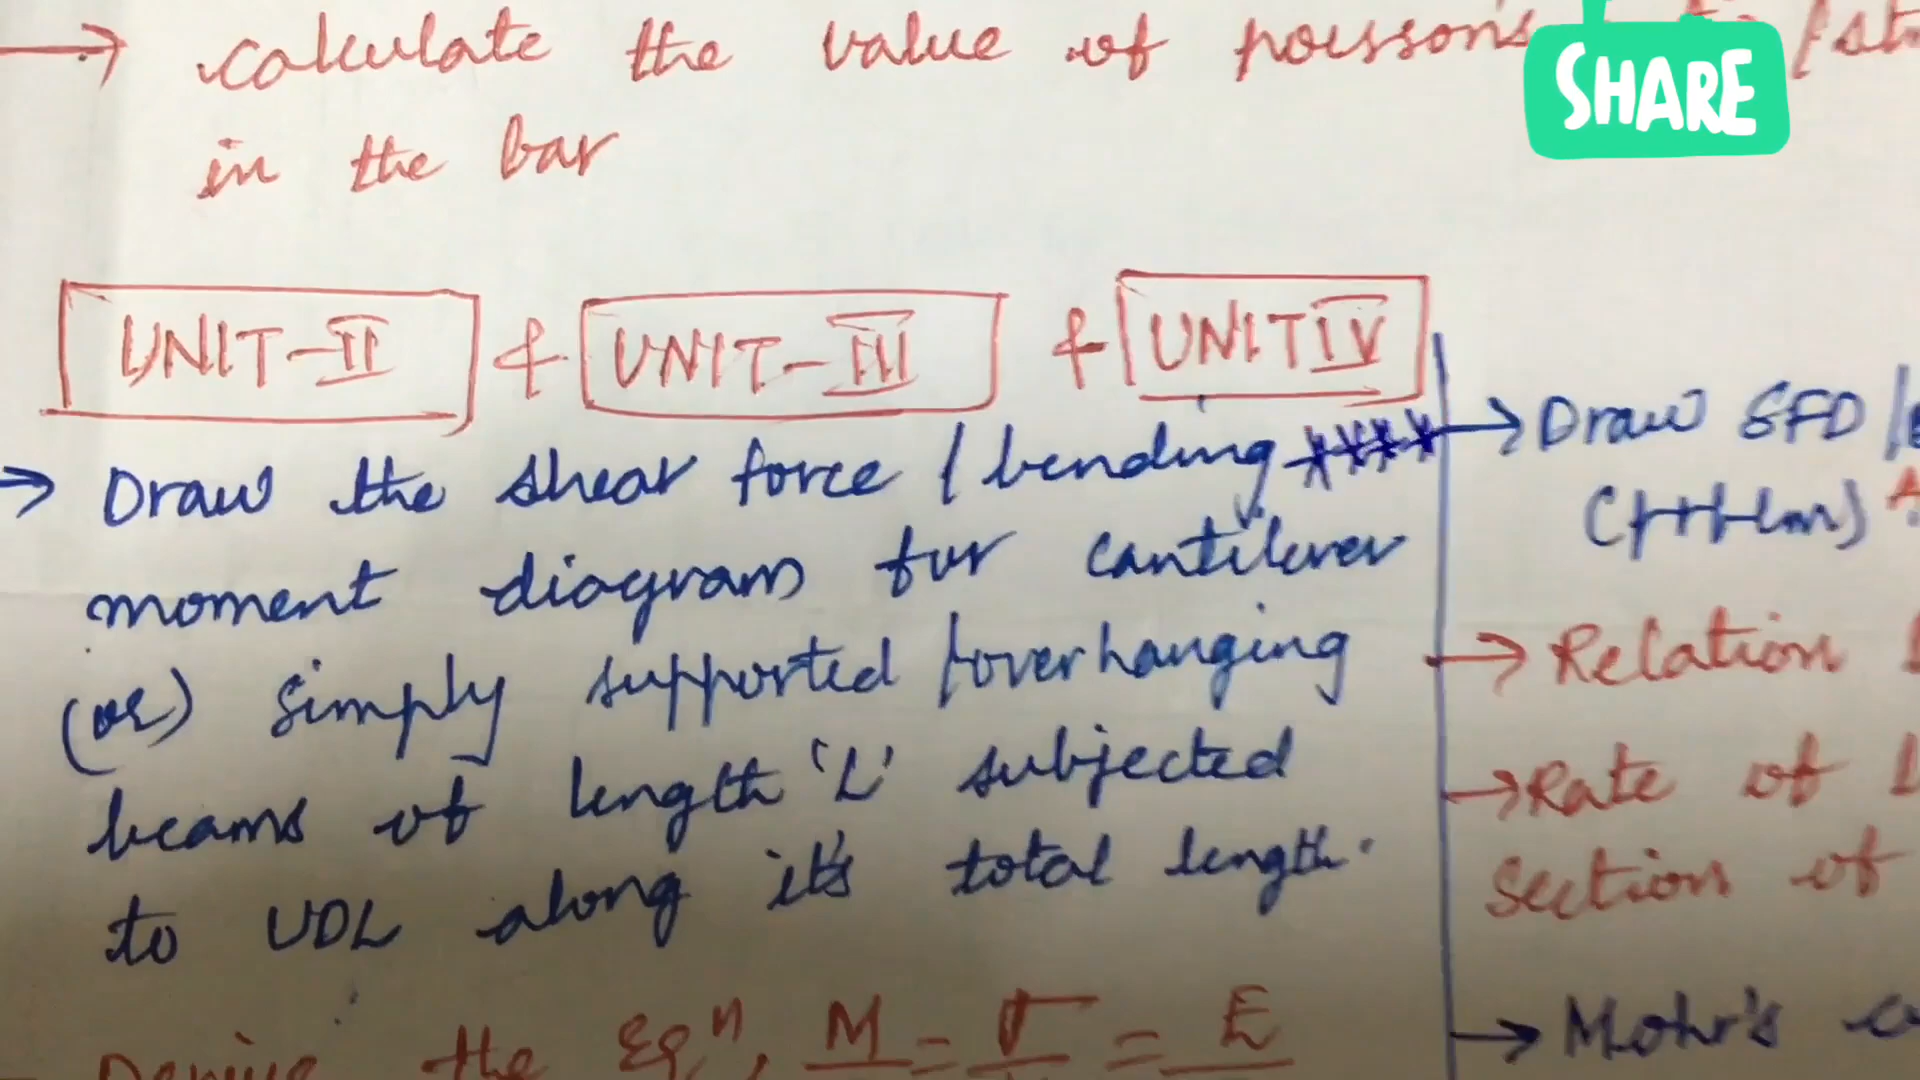 → calculate the value of poisson's
in the bar
SHARE
UNIT-II + UNIT-III + UNIT IV
→ Draw the shear force / bending ****
moment diagram for cantilever
(or) simply supported / overhanging
beams of length 'L' subjected
to UDL along it's total length.
Derive the Eqⁿ, M = σ = E
→ Draw SFD /
→ Relation
→ Rate of
section of
→ Mohr's